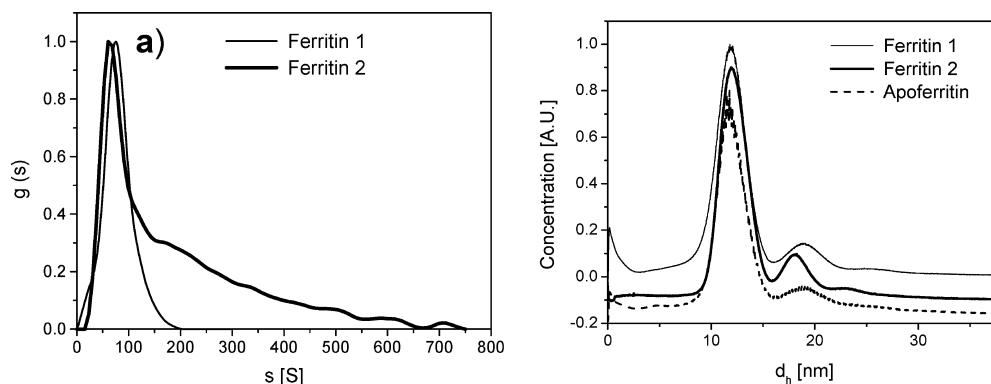 a)
Ferritin 1
Ferritin 2
g (s)
1.0
0.8
0.6
0.4
0.2
0.0
0 100 200 300 400 500 600 700 800
s [S]
Ferritin 1
Ferritin 2
Apoferritin
Concentration [A.U.]
1.0
0.8
0.6
0.4
0.2
0.0
-0.2
0 10 20 30
d_h [nm]